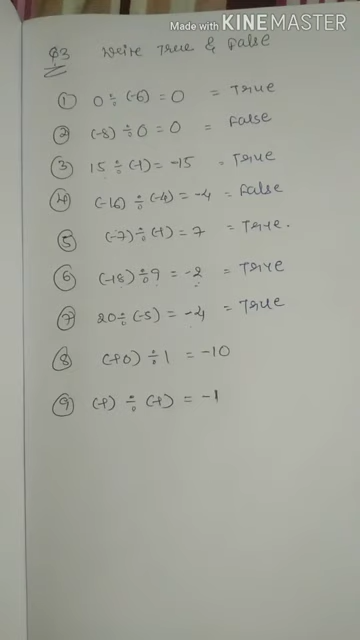 Made with KINEMASTER
Q3 Write True & False
① 0 ÷ (-6) = 0 = True
② (-8) ÷ 0 = 0 = False
③ 15 ÷ (-1) = -15 = True
④ (-16) ÷ (-4) = -4 = False
⑤ (-7) ÷ (-1) = 7 = True.
⑥ (-18) ÷ 9 = -2 = True
⑦ 20 ÷ (-5) = -4 = True
⑧ (-10) ÷ 1 = -10
⑨ (-1) ÷ (-1) = -1